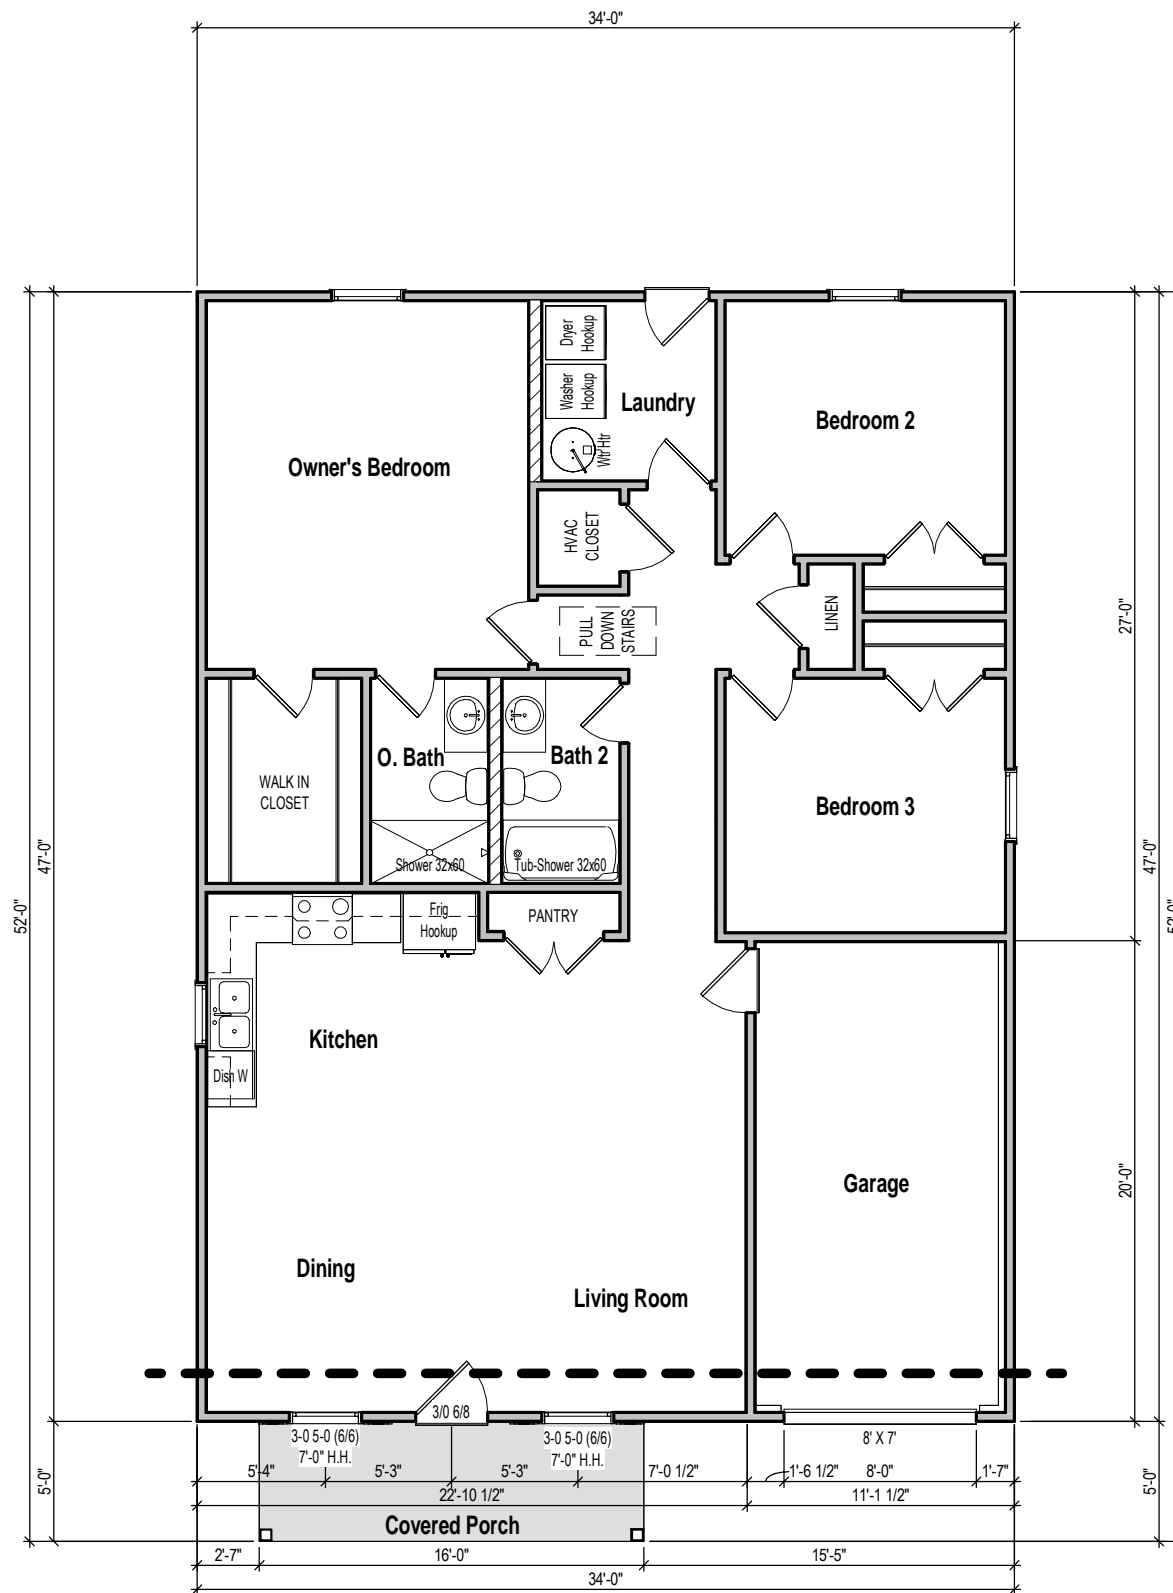 34'-0"
Dryer
Hookup
Washer
Hookup
Laundry
Bedroom 2
Wtr Htr
Owner's Bedroom
HVAC
CLOSET
LINEN
PULL
DOWN
STAIRS
27'-0"
O. Bath
Bath 2
WALK IN
CLOSET
Bedroom 3
Shower 32x60
Tub-Shower 32x60
52'-0"
47'-0"
47'-0"
52'-0"
Frig
Hookup
PANTRY
Kitchen
Dish W
Garage
20'-0"
Dining
Living Room
3/0 6/8
3-0 5-0 (6/6)
7'-0" H.H.
3-0 5-0 (6/6)
7'-0" H.H.
8' X 7'
5'-4"
5'-3"
5'-3"
7'-0 1/2"
1'-6 1/2"
8'-0"
1'-7"
5'-0"
5'-0"
22'-10 1/2"
11'-1 1/2"
Covered Porch
2'-7"
16'-0"
15'-5"
34'-0"